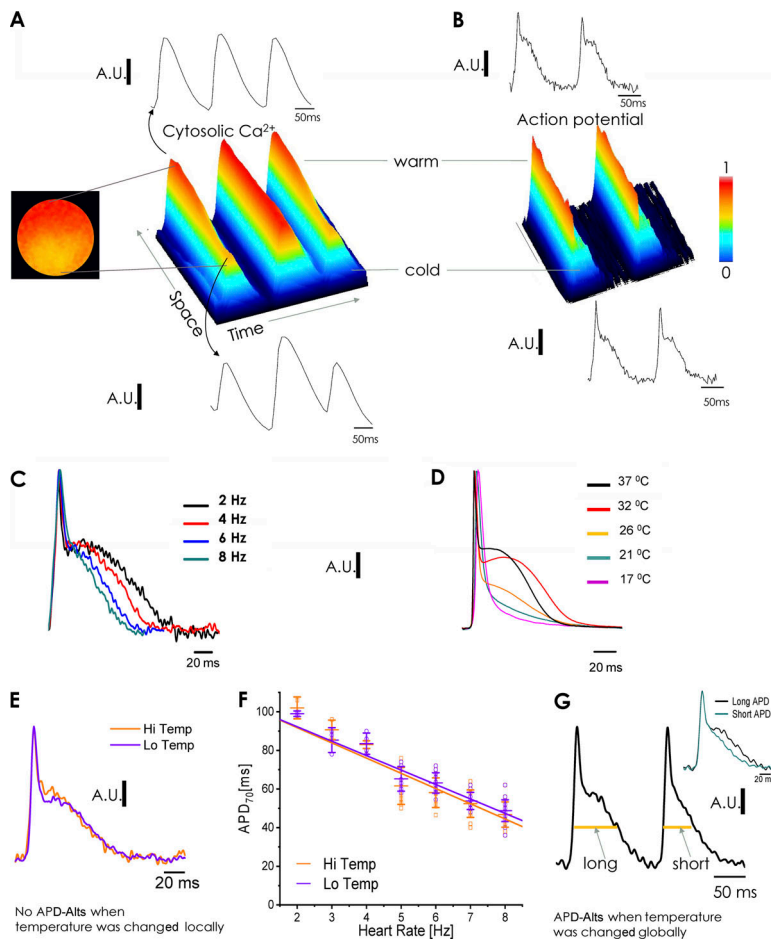 A
A.U.
50ms
Cytosolic Ca²⁺
Space
Time
A.U.
50ms
B
A.U.
50ms
Action potential
warm
cold
1
0
A.U.
50ms
C
2 Hz
4 Hz
6 Hz
8 Hz
20 ms
A.U.
D
37 ⁰C
32 ⁰C
26 ⁰C
21 ⁰C
17 ⁰C
20 ms
E
Hi Temp
Lo Temp
A.U.
20 ms
No APD-Alts when
temperature was changed locally
F
100
80
60
40
20
0
APD₇₀[ms]
Hi Temp
Lo Temp
2 3 4 5 6 7 8
Heart Rate [Hz]
G
Long APD
Short APD
20 m
A.U.
long
short
50 ms
APD-Alts when temperature
was changed globally